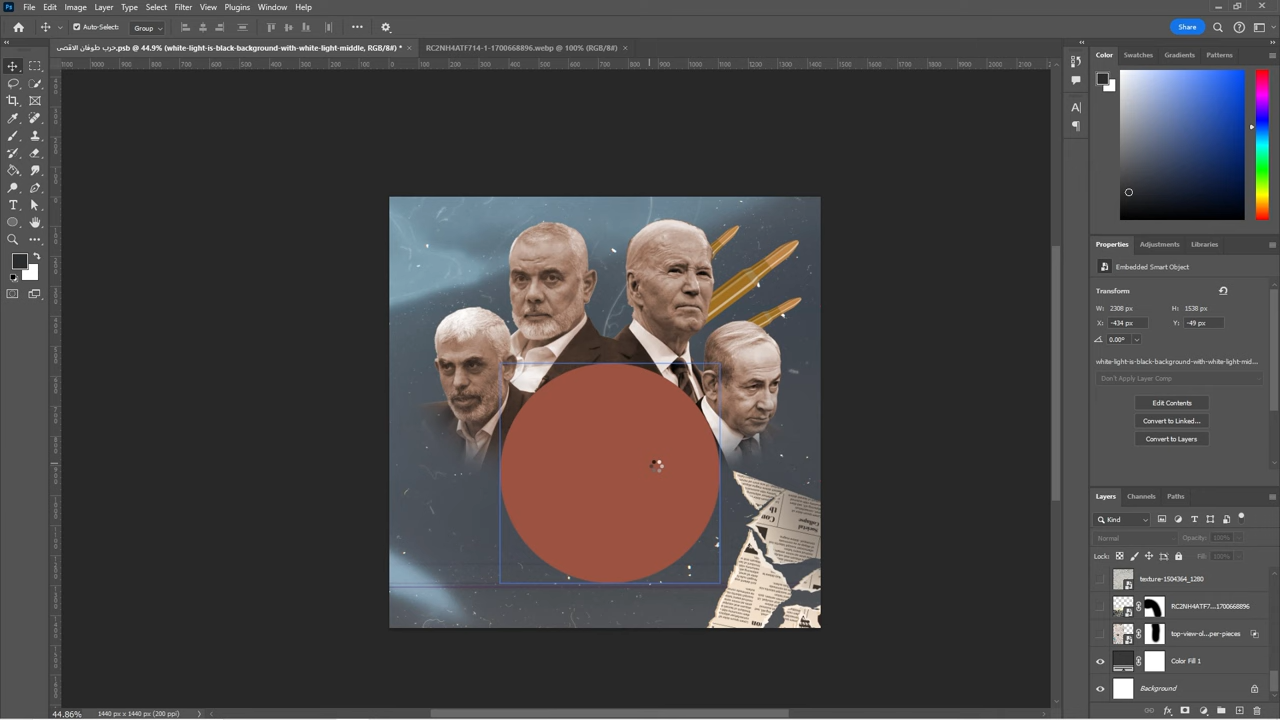 Ps File Edit Image Layer Type Select Filter View Plugins Window Help
Auto-Select: Group Share
حرب طوفان الاقصى.psb @ 44.9% (white-light-is-black-background-with-white-light-middle, RGB/8#) *
RC2NH4ATF714-1-1700668896.webp @ 100% (RGB/8#)
Color Swatches Gradients Patterns
Properties Adjustments Libraries
Embedded Smart Object
Transform
W: 2308 px H: 1538 px
X: -434 px Y: -49 px
0.00°
white-light-is-black-background-with-white-light-mid...
Don't Apply Layer Comp
Edit Contents
Convert to Linked...
Convert to Layers
Layers Channels Paths
Kind
Normal Opacity: 100%
Lock: Fill: 100%
texture-1504364_1280
RC2NH4ATF7...1700668896
top-view-ol...per-pieces
Color Fill 1
Background
44.86% 1440 px x 1440 px (200 ppi)